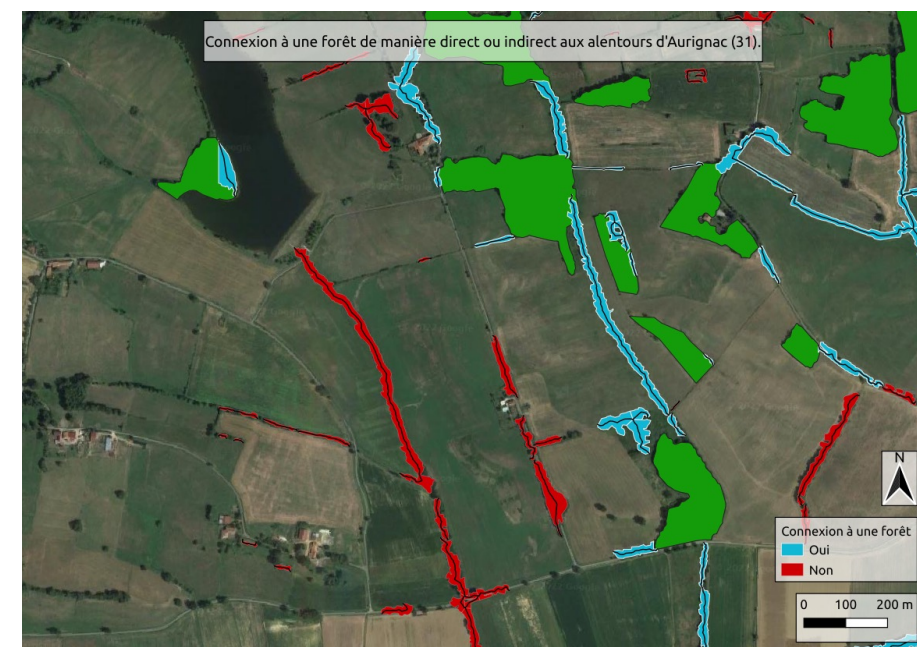 Connexion à une forêt de manière direct ou indirect aux alentours d'Aurignac (31).
N
Connexion à une forêt
Oui
Non
0 100 200 m